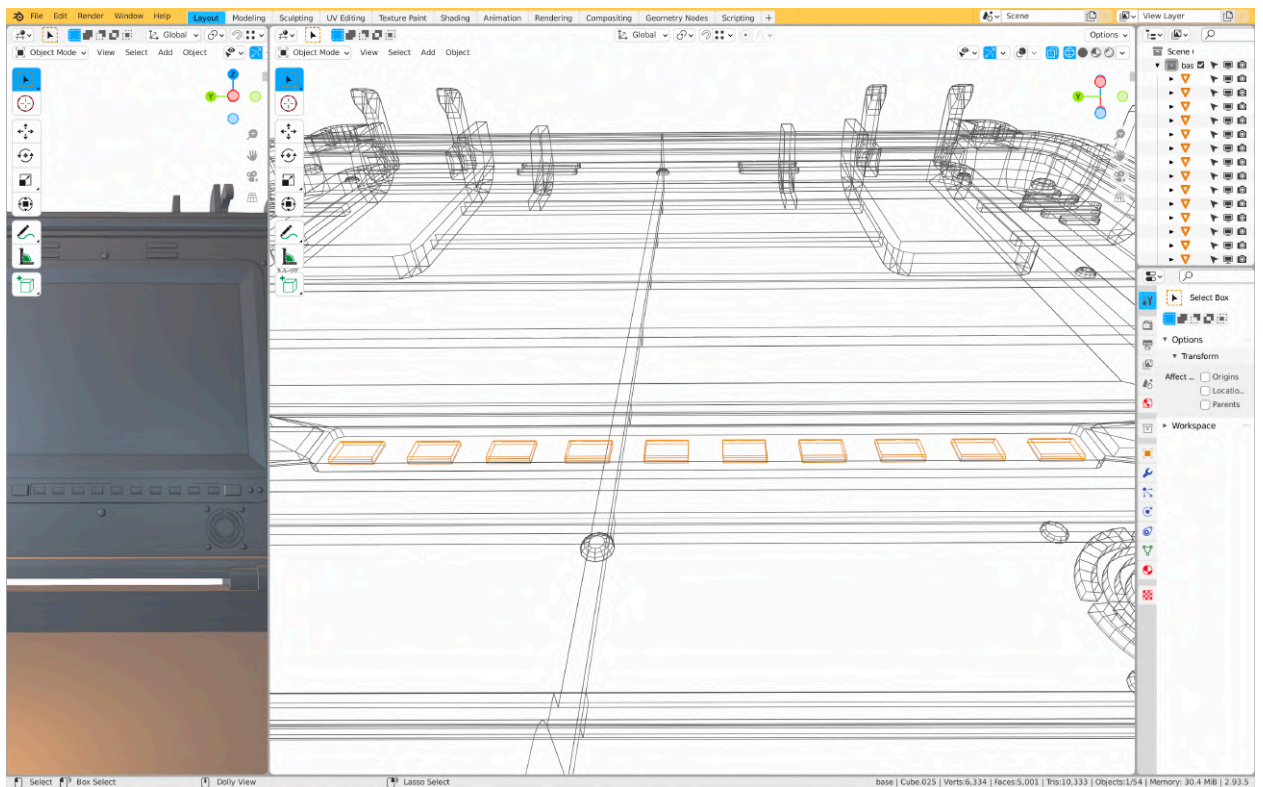 File Edit Render Window Help Layout Modeling Sculpting UV Editing Texture Paint Shading Animation Rendering Compositing Geometry Nodes Scripting + Scene View Layer
Global Global Options
Object Mode View Select Add Object Object Mode View Select Add Object
Scene
bas
Z
Y
Y
Select Box
Options
Transform
Affect ... Origins
Locatio...
Parents
Workspace
Select Box Select Dolly View Lasso Select base | Cube.025 | Verts:6,334 | Faces:5,001 | Tris:10,333 | Objects:1/54 | Memory: 30.4 MiB | 2.93.5